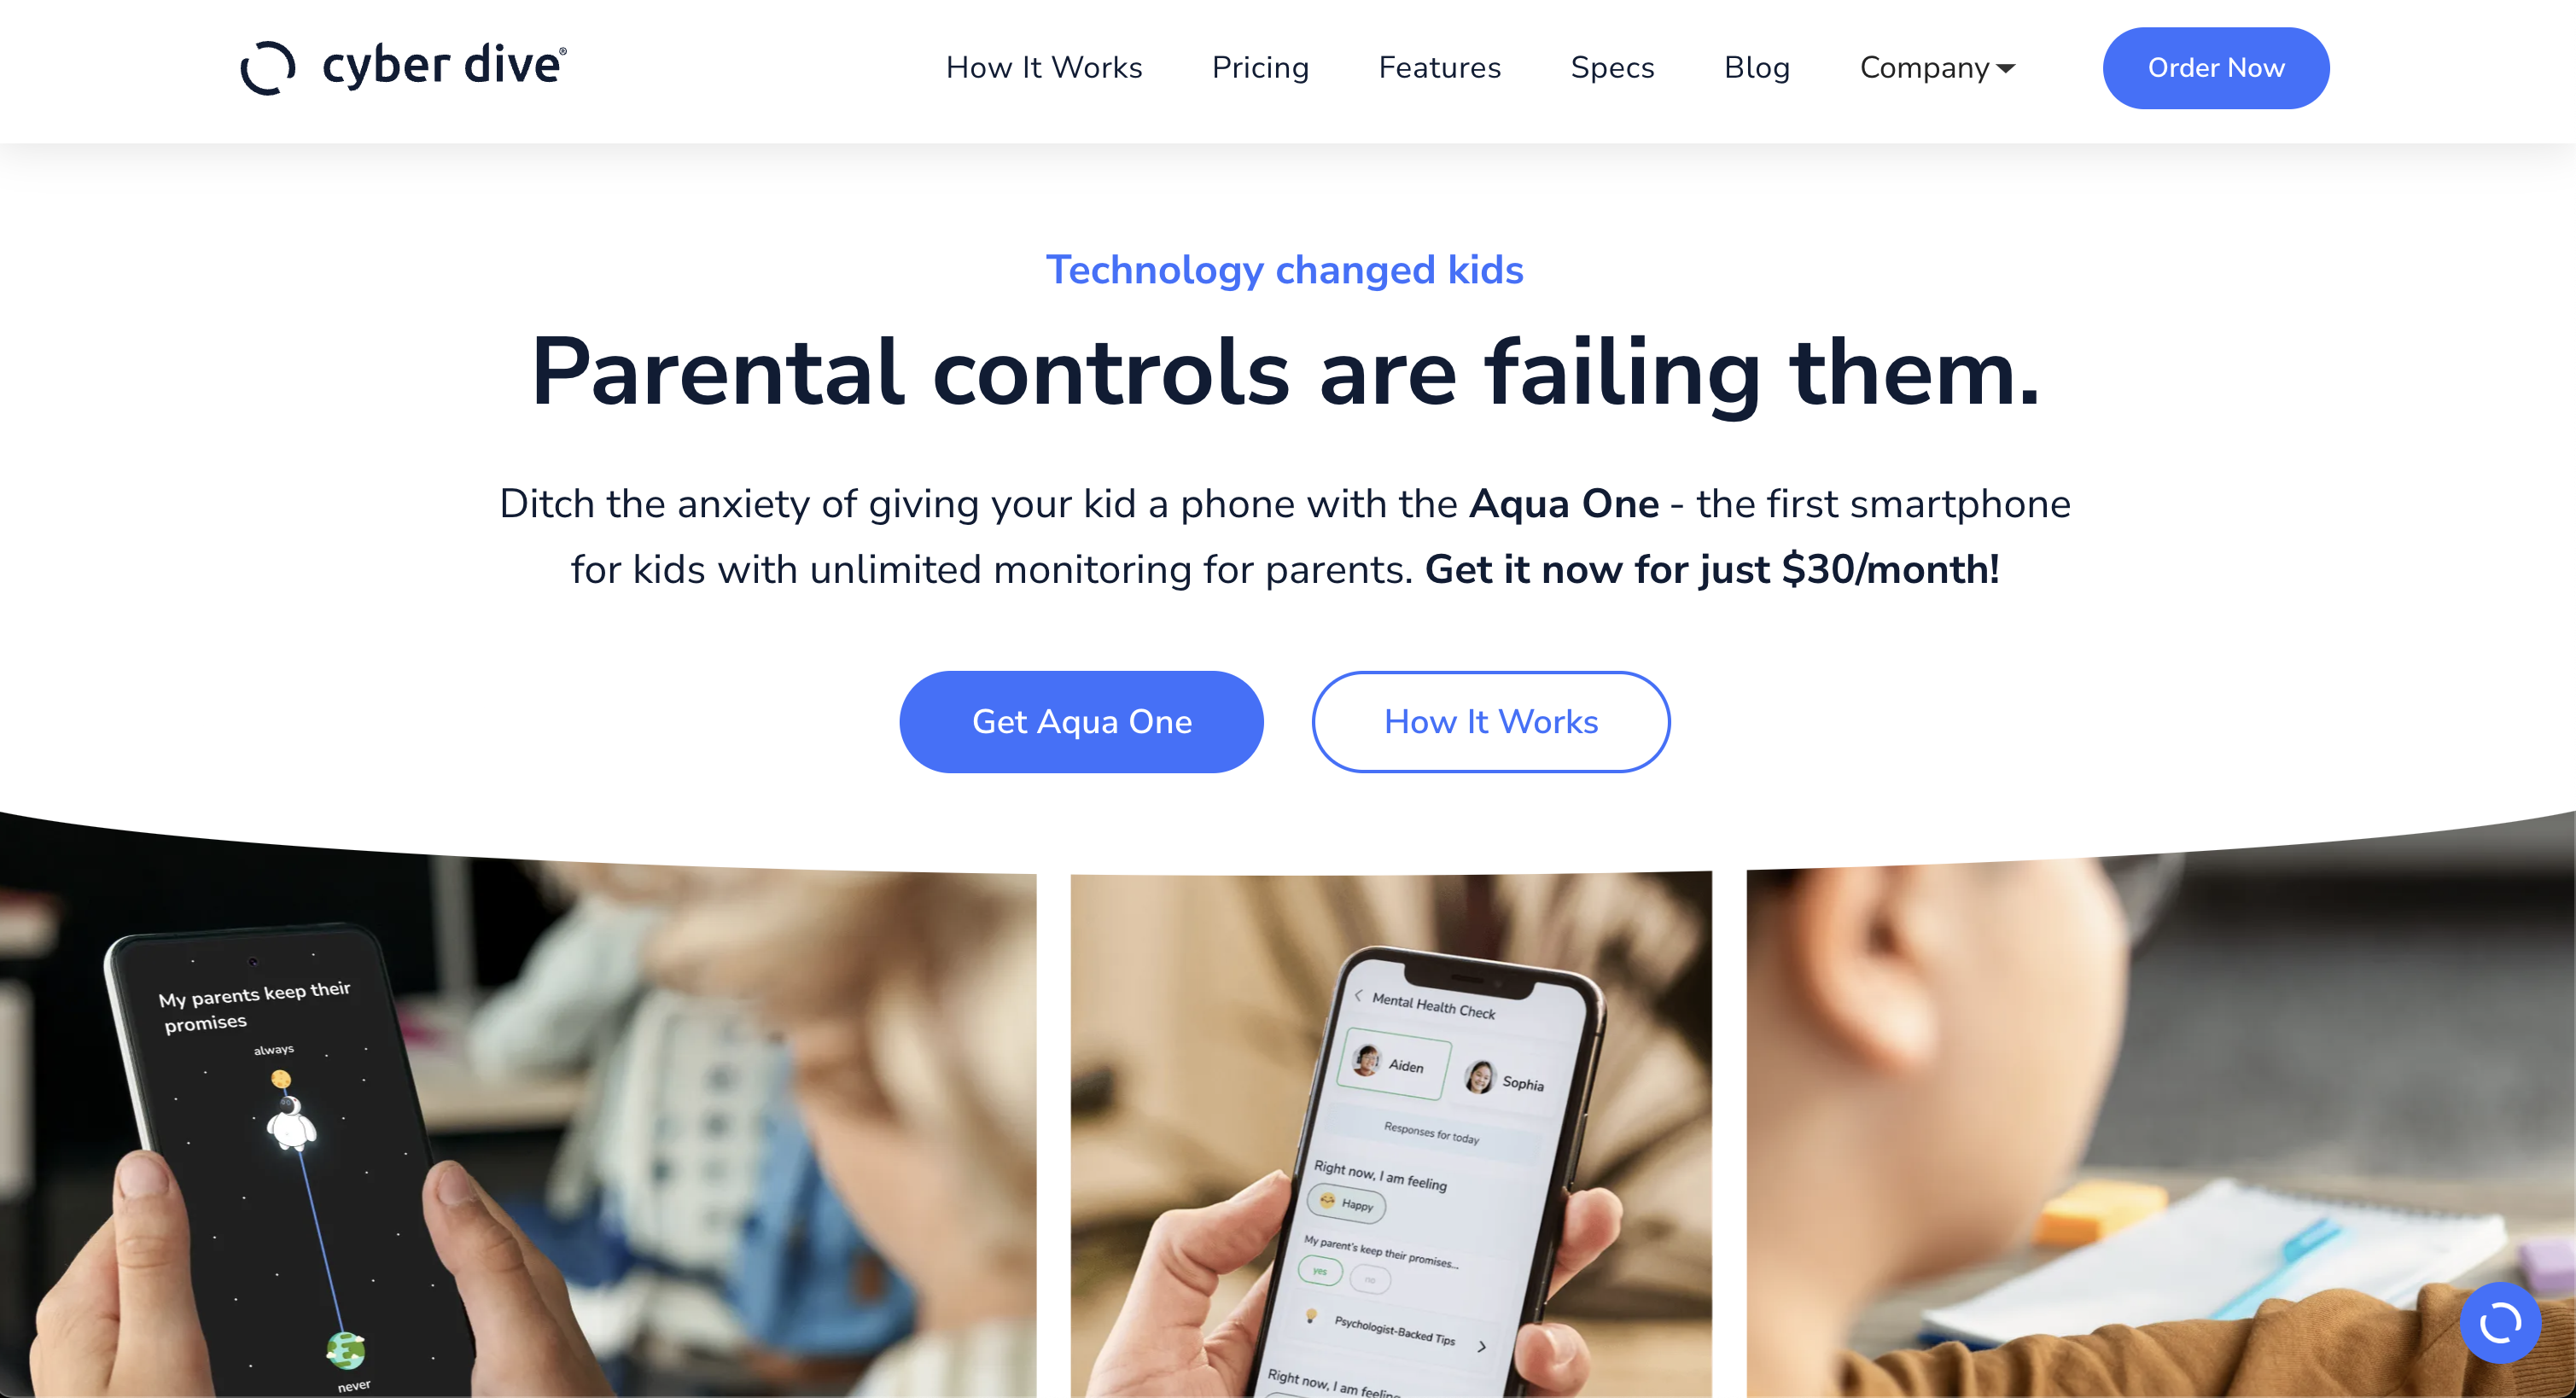 cyber dive®
How It Works
Pricing
Features
Specs
Blog
Company
Order Now
Technology changed kids
Parental controls are failing them.
Ditch the anxiety of giving your kid a phone with the Aqua One - the first smartphone
for kids with unlimited monitoring for parents. Get it now for just $30/month!
Get Aqua One
How It Works
My parents keep their
promises
always
never
Mental Health Check
Aiden
Sophia
Responses for today
Right now, I am feeling
Happy
My parent's keep their promises...
yes
no
Psychologist-Backed Tips
Right now, I am feeling